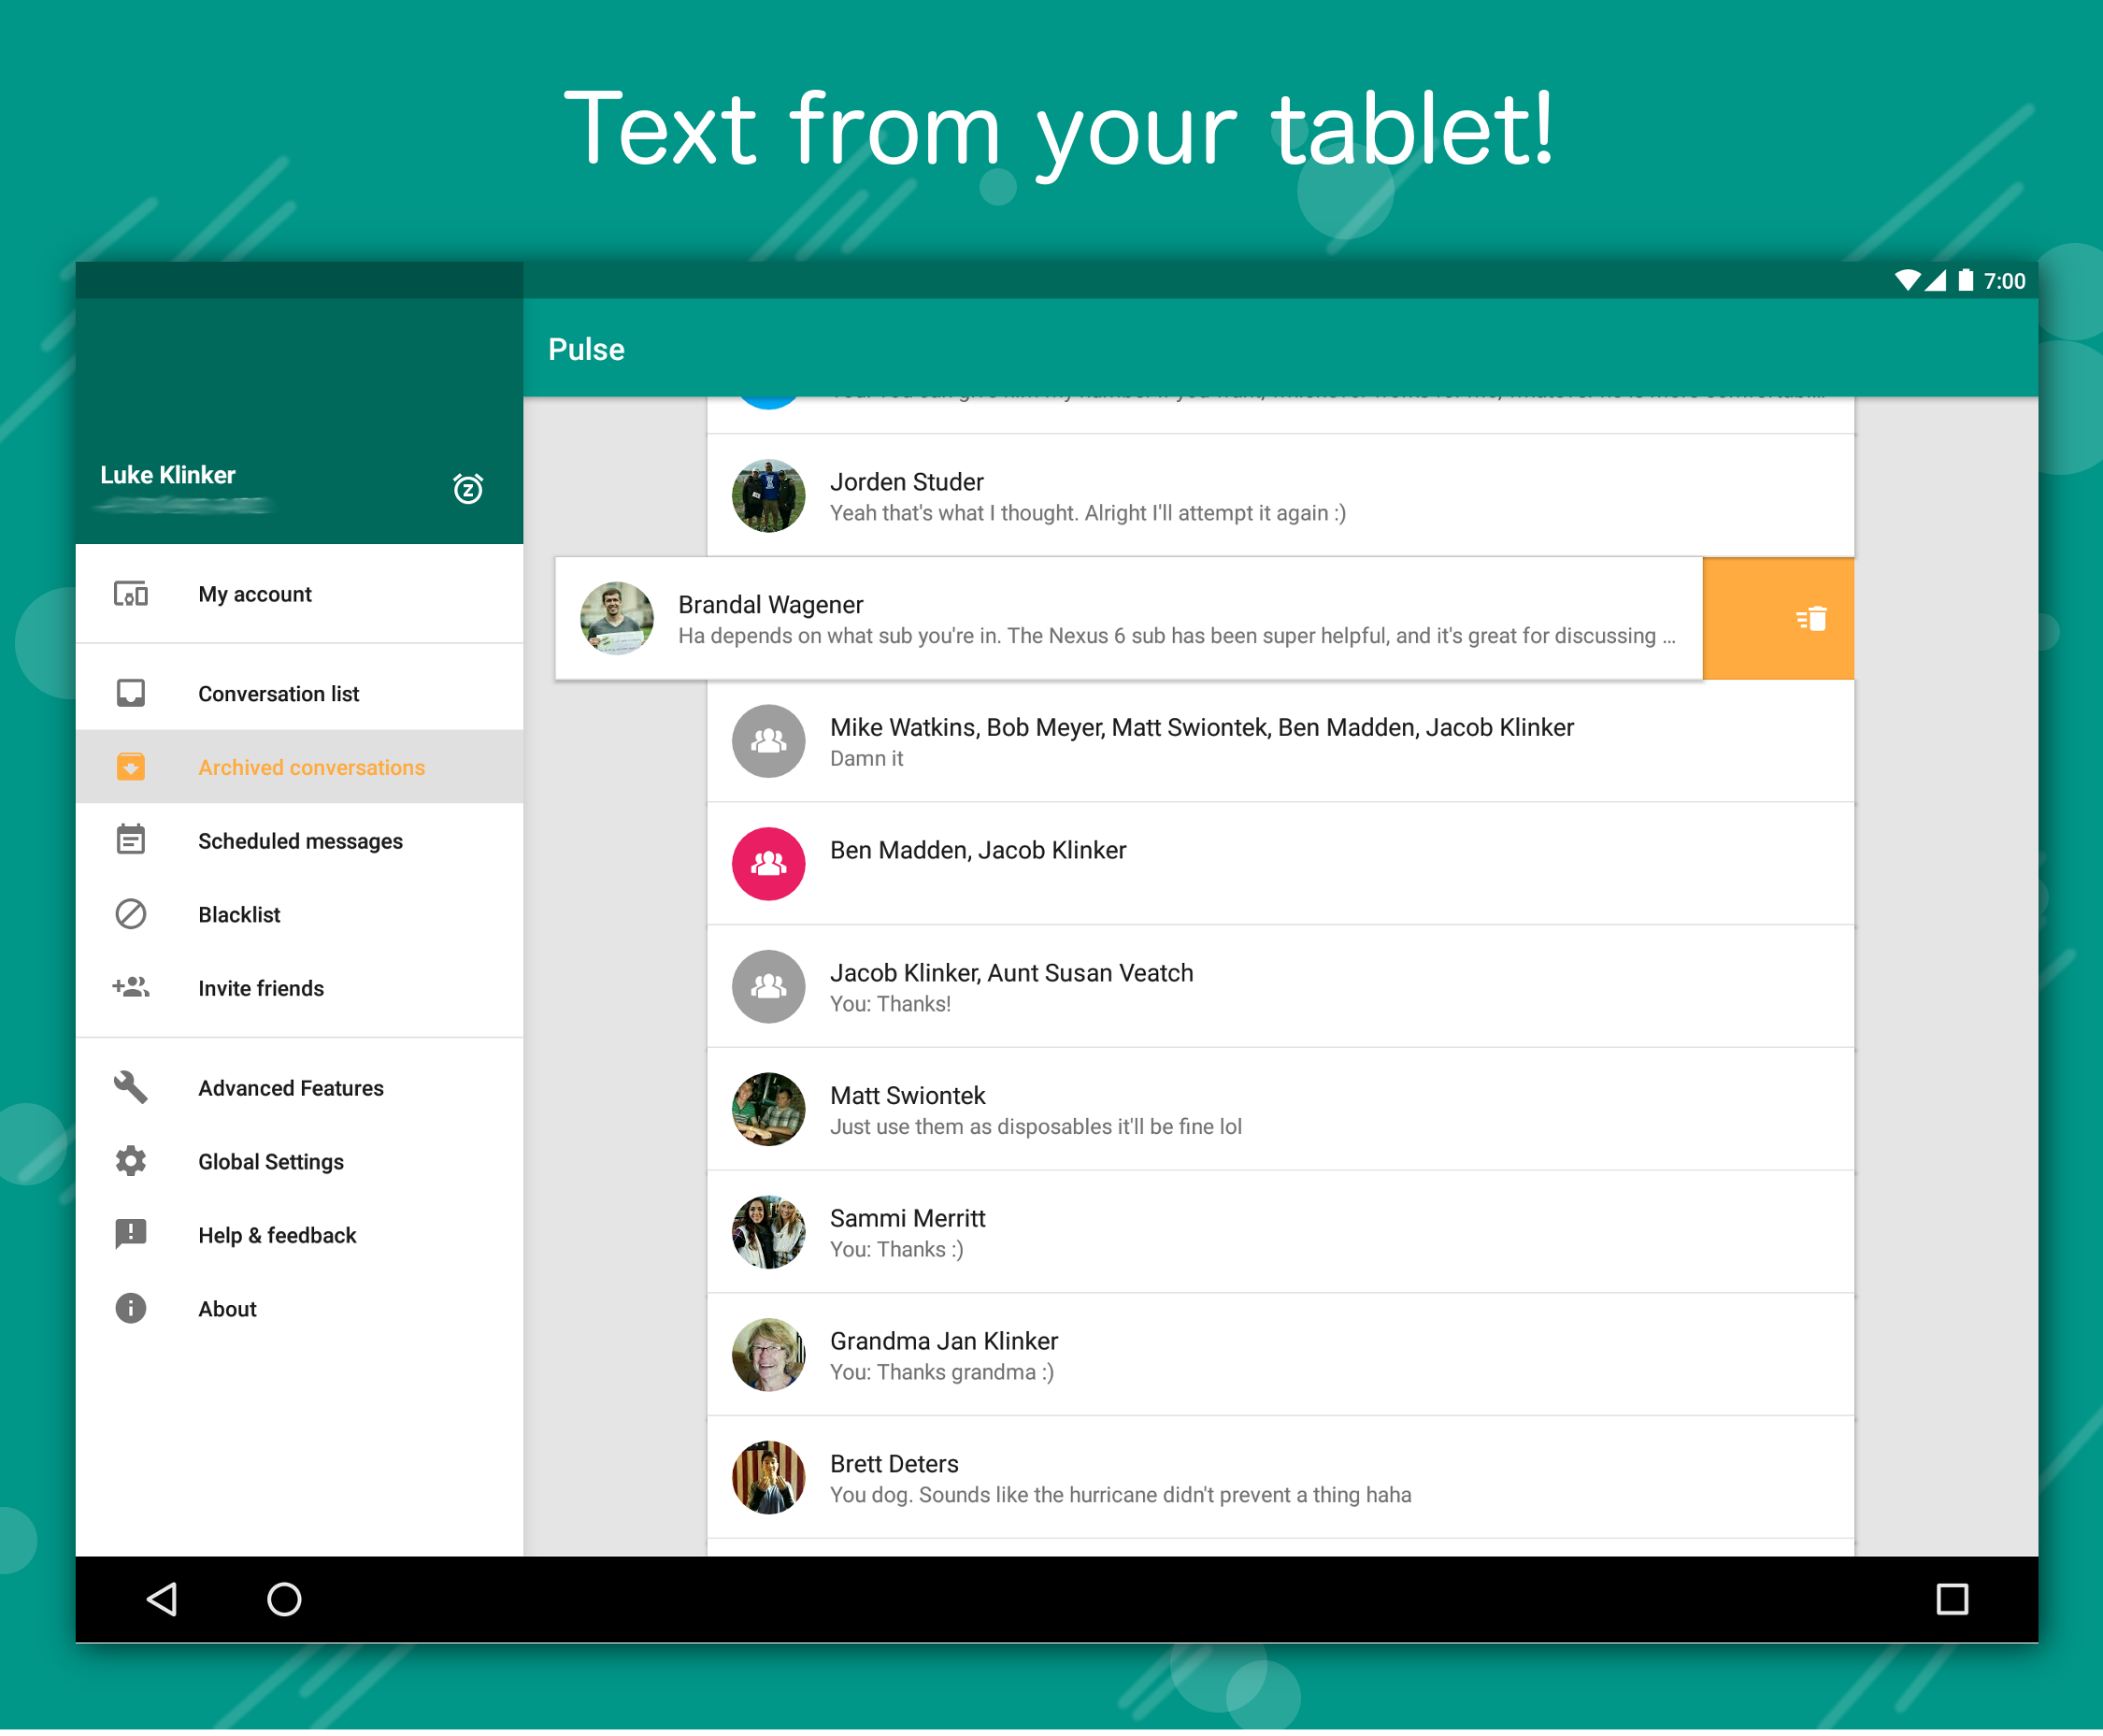 Text from your tablet!
7:00
Pulse
Luke Klinker
My account
Conversation list
Archived conversations
Scheduled messages
Blacklist
Invite friends
Advanced Features
Global Settings
Help & feedback
About
Jorden Studer
Yeah that's what I thought. Alright I'll attempt it again :)
Brandal Wagener
Ha depends on what sub you're in. The Nexus 6 sub has been super helpful, and it's great for discussing ...
Mike Watkins, Bob Meyer, Matt Swiontek, Ben Madden, Jacob Klinker
Damn it
Ben Madden, Jacob Klinker
Jacob Klinker, Aunt Susan Veatch
You: Thanks!
Matt Swiontek
Just use them as disposables it'll be fine lol
Sammi Merritt
You: Thanks :)
Grandma Jan Klinker
You: Thanks grandma :)
Brett Deters
You dog. Sounds like the hurricane didn't prevent a thing haha